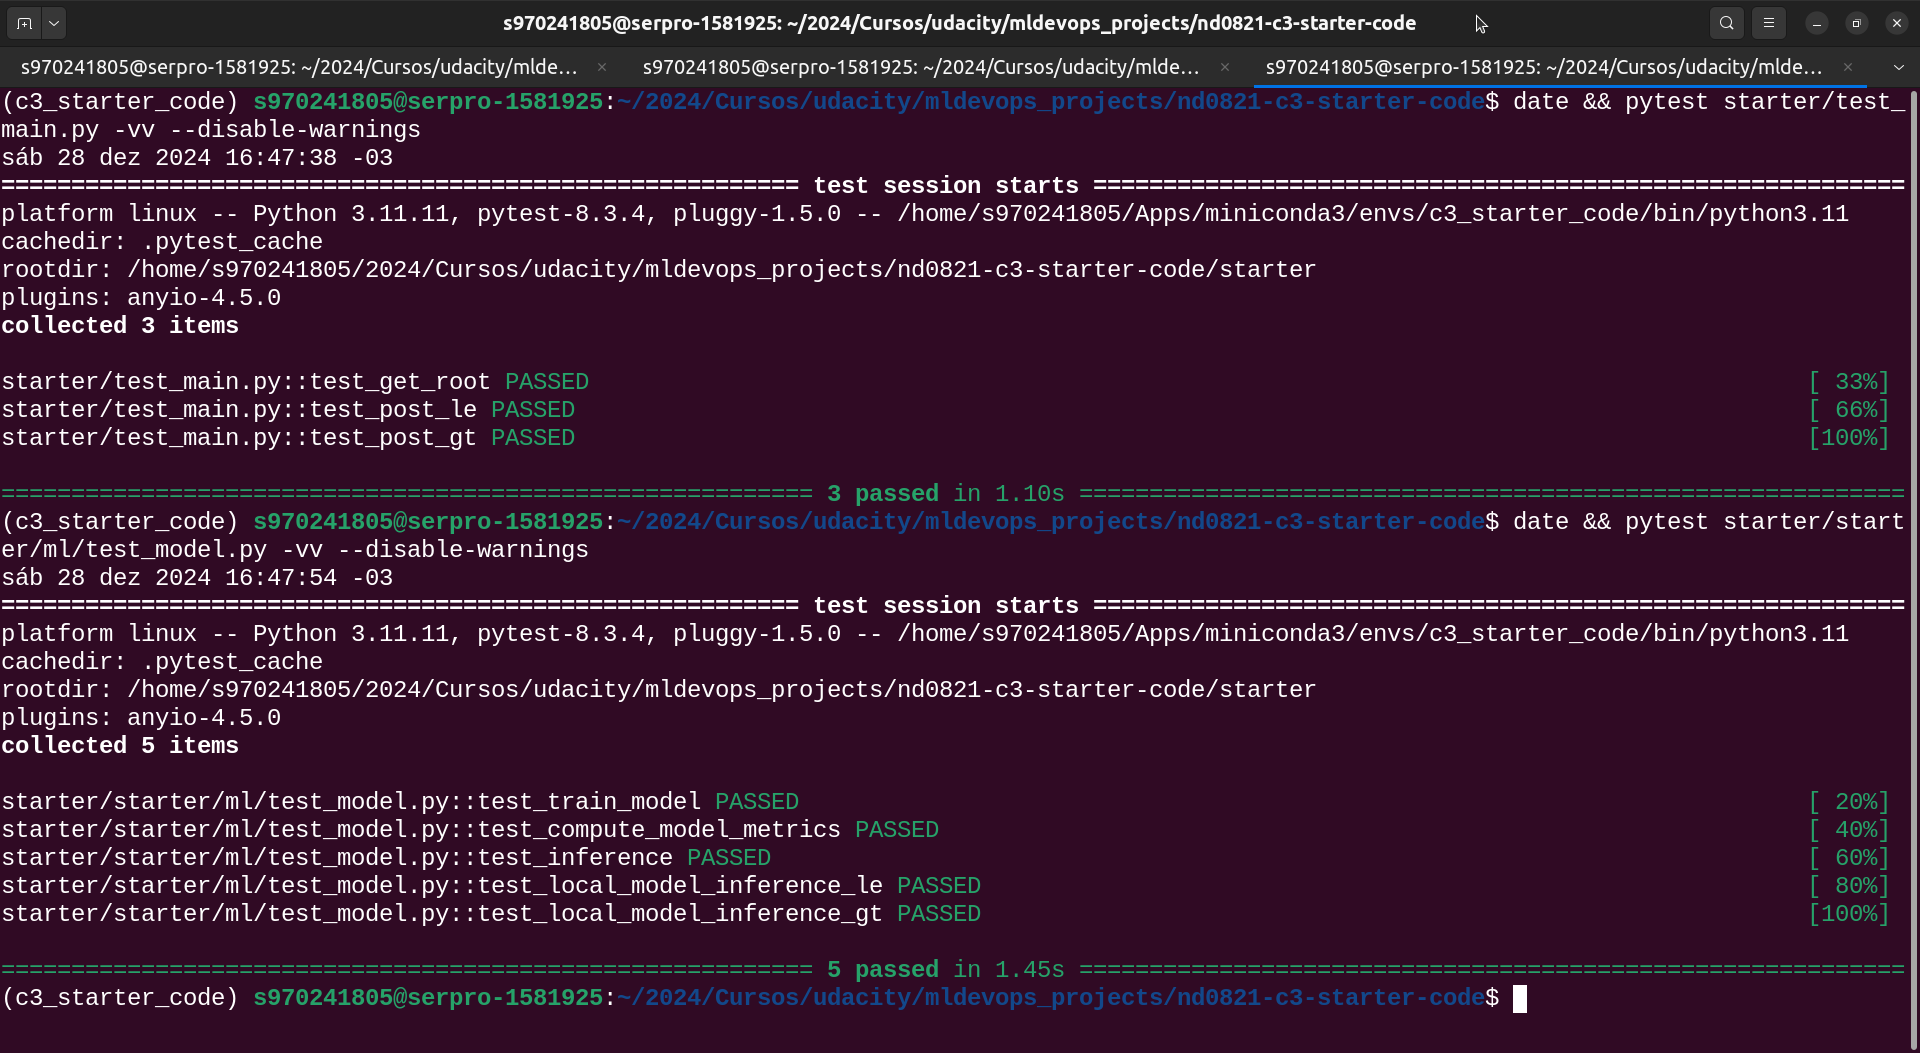 s970241805@serpro-1581925: ~/2024/Cursos/udacity/mldevops_projects/nd0821-c3-starter-code
s970241805@serpro-1581925: ~/2024/Cursos/udacity/mlde... × s970241805@serpro-1581925: ~/2024/Cursos/udacity/mlde... × s970241805@serpro-1581925: ~/2024/Cursos/udacity/mlde... ×
(c3_starter_code) s970241805@serpro-1581925:~/2024/Cursos/udacity/mldevops_projects/nd0821-c3-starter-code$ date && pytest starter/test_
main.py -vv --disable-warnings
sáb 28 dez 2024 16:47:38 -03
========================================================= test session starts ==========================================================
platform linux -- Python 3.11.11, pytest-8.3.4, pluggy-1.5.0 -- /home/s970241805/Apps/miniconda3/envs/c3_starter_code/bin/python3.11
cachedir: .pytest_cache
rootdir: /home/s970241805/2024/Cursos/udacity/mldevops_projects/nd0821-c3-starter-code/starter
plugins: anyio-4.5.0
collected 3 items
starter/test_main.py::test_get_root PASSED [ 33%]
starter/test_main.py::test_post_le PASSED [ 66%]
starter/test_main.py::test_post_gt PASSED [100%]
========================================================== 3 passed in 1.10s ===========================================================
(c3_starter_code) s970241805@serpro-1581925:~/2024/Cursos/udacity/mldevops_projects/nd0821-c3-starter-code$ date && pytest starter/start
er/ml/test_model.py -vv --disable-warnings
sáb 28 dez 2024 16:47:54 -03
========================================================= test session starts ==========================================================
platform linux -- Python 3.11.11, pytest-8.3.4, pluggy-1.5.0 -- /home/s970241805/Apps/miniconda3/envs/c3_starter_code/bin/python3.11
cachedir: .pytest_cache
rootdir: /home/s970241805/2024/Cursos/udacity/mldevops_projects/nd0821-c3-starter-code/starter
plugins: anyio-4.5.0
collected 5 items
starter/starter/ml/test_model.py::test_train_model PASSED [ 20%]
starter/starter/ml/test_model.py::test_compute_model_metrics PASSED [ 40%]
starter/starter/ml/test_model.py::test_inference PASSED [ 60%]
starter/starter/ml/test_model.py::test_local_model_inference_le PASSED [ 80%]
starter/starter/ml/test_model.py::test_local_model_inference_gt PASSED [100%]
========================================================== 5 passed in 1.45s ===========================================================
(c3_starter_code) s970241805@serpro-1581925:~/2024/Cursos/udacity/mldevops_projects/nd0821-c3-starter-code$